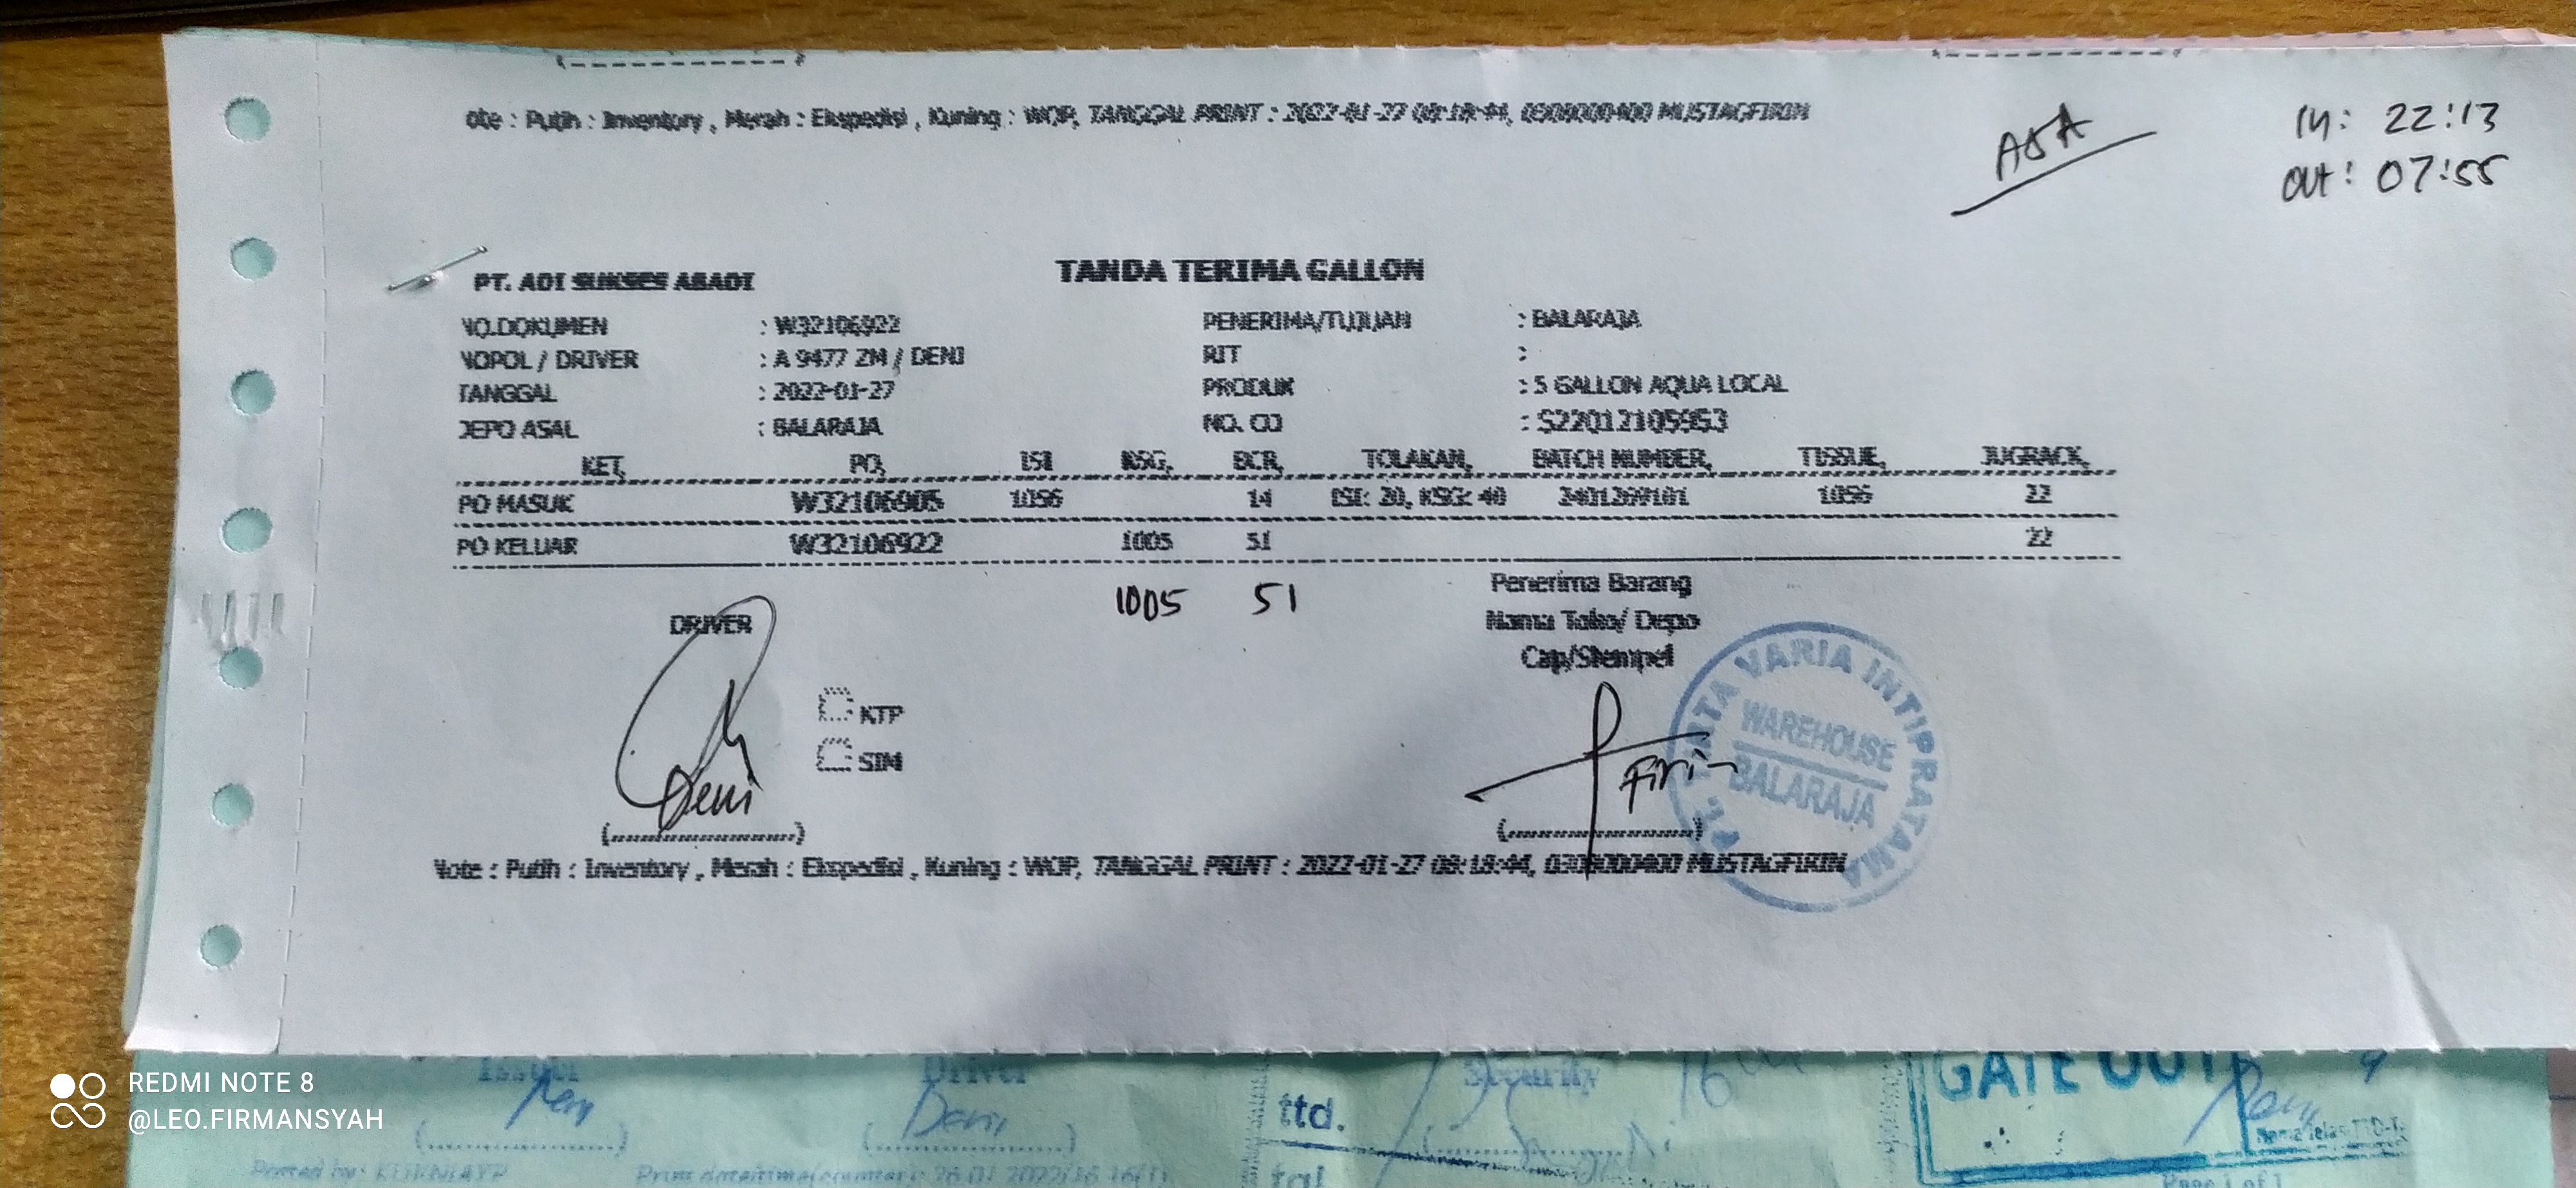 ote : Putih : Inventory , Merah : Ekspedisi , Kuning : WOP, TANGGAL PRINT : 2022-01-27 08:18:44, 0308000400 MUSTAGFIRIN
ASA
IN: 22:13
OUT: 07:55
PT. ADI SUKSES ABADI
TANDA TERIMA GALLON
NO.DOKUMEN : W32106922 PENERIMA/TUJUAN : BALARAJA
NOPOL / DRIVER : A 9477 ZM / DENI RIT :
TANGGAL : 2022-01-27 PRODUK : 5 GALLON AQUA LOCAL
DEPO ASAL : BALARAJA NO. CO : S220121059S3
KET, PO, ISI KSG, BCR, TOLAKAN, BATCH NUMBER, TISSUE, JUGRACK,
PO MASUK W32106905 1056 14 ISI: 20, KSG: 40 1056 22
PO KELUAR W32106922 1005 51 22
1005 51
DRIVER
Penerima Barang
Nama Toko/ Depo
Cap/Stempel
KTP
SIM
Deni
Firin
PT. TIRTA VARIA INTIPRATAMA
WAREHOUSE
BALARAJA
Note : Putih : Inventory , Merah : Ekspedisi , Kuning : WOP, TANGGAL PRINT : 2022-01-27 08:18:44, 0308000400 MUSTAGFIRIN
Issuer Driver Security
GATE OUT
Deni
ttd.
tgl
Printed by: KURNIAYP Print date/time(counter): 26.01.2022/16.16(1)
Page 1 of 1
REDMI NOTE 8
@LEO.FIRMANSYAH